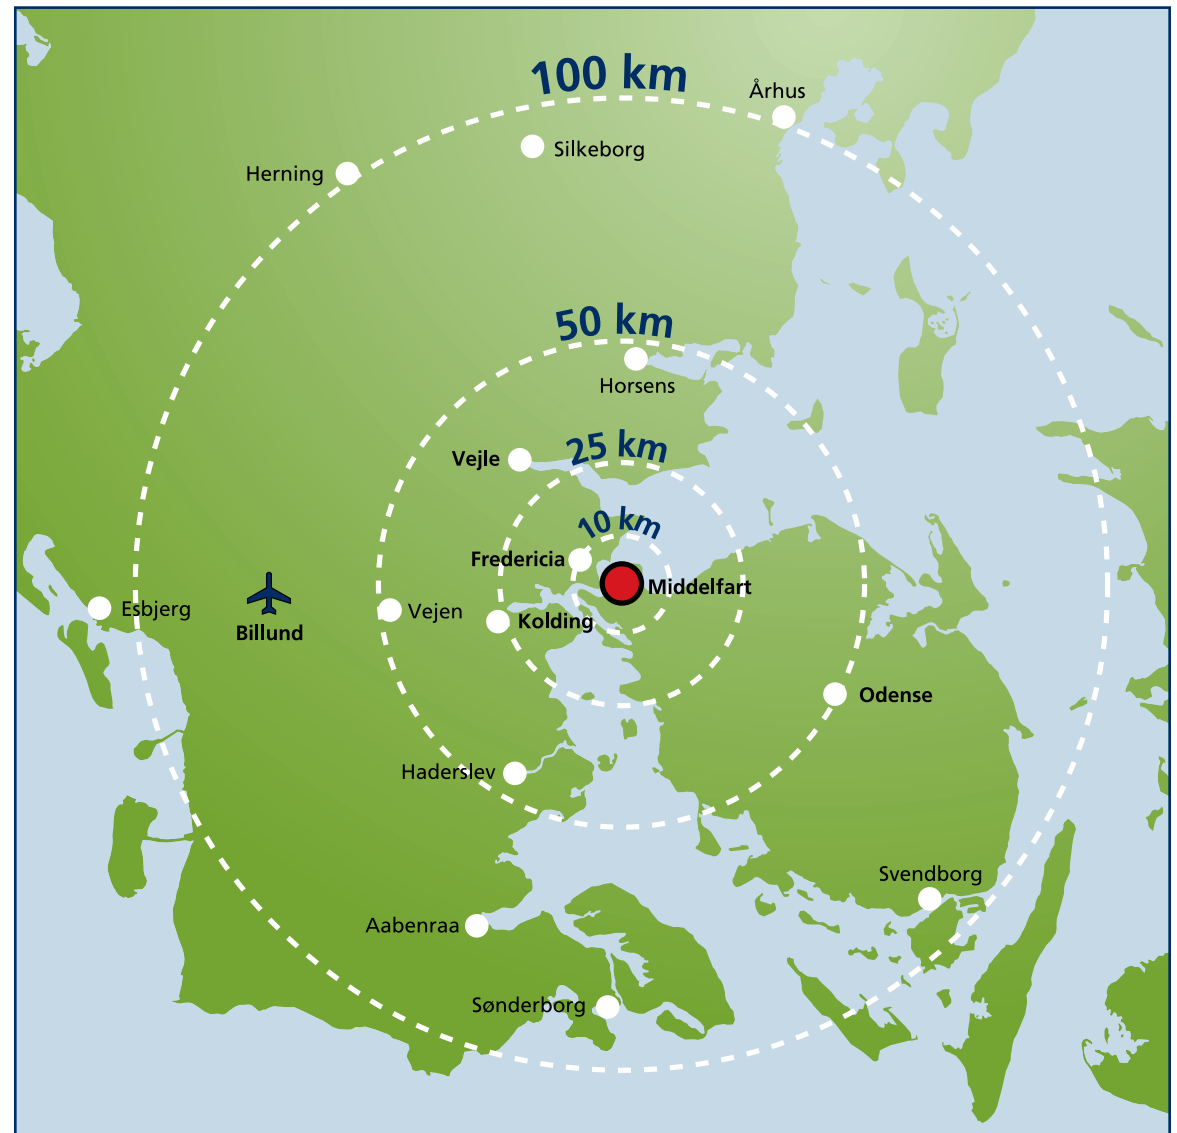 100 km
Århus
Silkeborg
Herning
50 km
Horsens
25 km
Vejle
10 km
Fredericia
Middelfart
Esbjerg
Vejen
Kolding
Billund
Odense
Haderslev
Svendborg
Aabenraa
Sønderborg